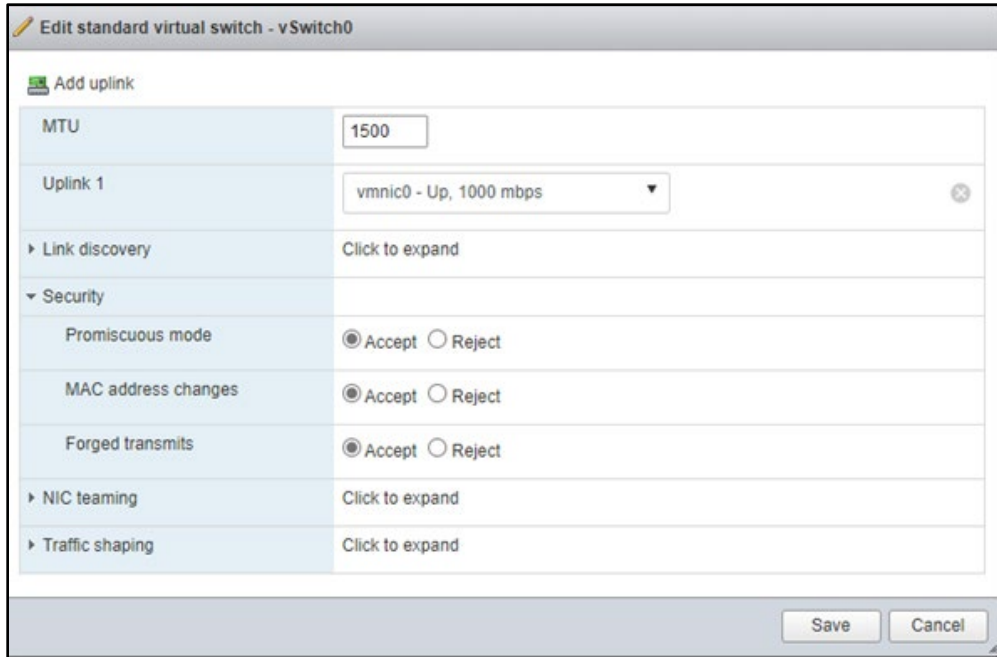 Edit standard virtual switch - vSwitch0
Add uplink
MTU 1500
Uplink 1 vmnic0 - Up, 1000 mbps
Link discovery Click to expand
Security
Promiscuous mode Accept Reject
MAC address changes Accept Reject
Forged transmits Accept Reject
NIC teaming Click to expand
Traffic shaping Click to expand
Save Cancel